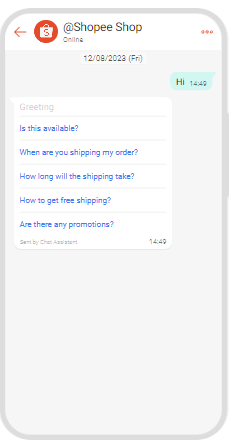 @Shopee Shop
Online
12/08/2023 (Fri)
Hi 14:49
Greeting
Is this available?
When are you shipping my order?
How long will the shipping take?
How to get free shipping?
Are there any promotions?
Sent by Chat Assistant 14:49